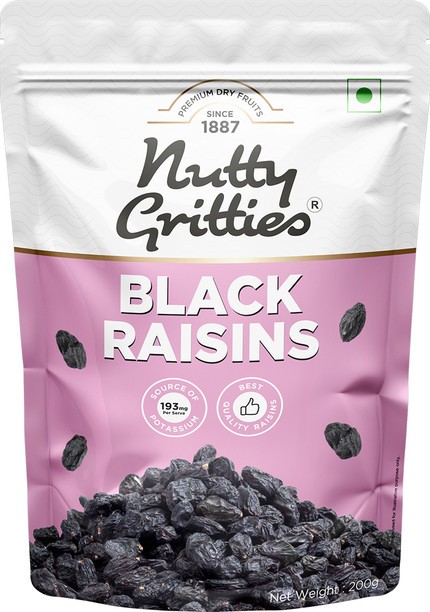 PREMIUM DRY FRUITS
SINCE
1887
Nutty
Gritties®
BLACK
RAISINS
SOURCE OF
193mg
Per Serve
POTASSIUM
BEST
QUALITY RAISINS
Net Weight : 200g